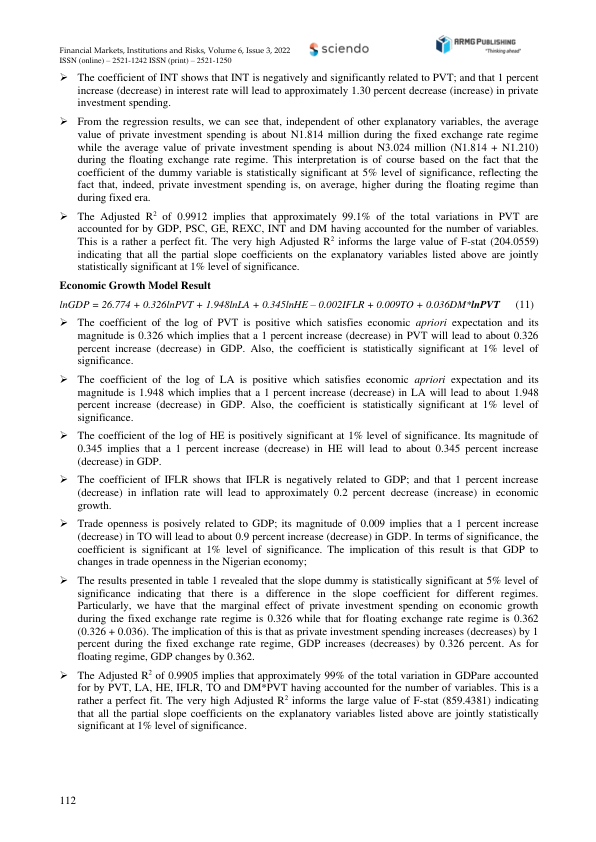 Financial Markets, Institutions and Risks, Volume 6, Issue 3, 2022
ISSN (online) – 2521-1242 ISSN (print) – 2521-1250
sciendo
ARMG PUBLISHING
"Thinking ahead"
➢ The coefficient of INT shows that INT is negatively and significantly related to PVT; and that 1 percent
increase (decrease) in interest rate will lead to approximately 1.30 percent decrease (increase) in private
investment spending.
➢ From the regression results, we can see that, independent of other explanatory variables, the average
value of private investment spending is about N1.814 million during the fixed exchange rate regime
while the average value of private investment spending is about N3.024 million (N1.814 + N1.210)
during the floating exchange rate regime. This interpretation is of course based on the fact that the
coefficient of the dummy variable is statistically significant at 5% level of significance, reflecting the
fact that, indeed, private investment spending is, on average, higher during the floating regime than
during fixed era.
➢ The Adjusted R² of 0.9912 implies that approximately 99.1% of the total variations in PVT are
accounted for by GDP, PSC, GE, REXC, INT and DM having accounted for the number of variables.
This is a rather a perfect fit. The very high Adjusted R² informs the large value of F-stat (204.0559)
indicating that all the partial slope coefficients on the explanatory variables listed above are jointly
statistically significant at 1% level of significance.
Economic Growth Model Result
lnGDP = 26.774 + 0.326lnPVT + 1.948lnLA + 0.345lnHE – 0.002IFLR + 0.009TO + 0.036DM*lnPVT (11)
➢ The coefficient of the log of PVT is positive which satisfies economic apriori expectation and its
magnitude is 0.326 which implies that a 1 percent increase (decrease) in PVT will lead to about 0.326
percent increase (decrease) in GDP. Also, the coefficient is statistically significant at 1% level of
significance.
➢ The coefficient of the log of LA is positive which satisfies economic apriori expectation and its
magnitude is 1.948 which implies that a 1 percent increase (decrease) in LA will lead to about 1.948
percent increase (decrease) in GDP. Also, the coefficient is statistically significant at 1% level of
significance.
➢ The coefficient of the log of HE is positively significant at 1% level of significance. Its magnitude of
0.345 implies that a 1 percent increase (decrease) in HE will lead to about 0.345 percent increase
(decrease) in GDP.
➢ The coefficient of IFLR shows that IFLR is negatively related to GDP; and that 1 percent increase
(decrease) in inflation rate will lead to approximately 0.2 percent decrease (increase) in economic
growth.
➢ Trade openness is posively related to GDP; its magnitude of 0.009 implies that a 1 percent increase
(decrease) in TO will lead to about 0.9 percent increase (decrease) in GDP. In terms of significance, the
coefficient is significant at 1% level of significance. The implication of this result is that GDP to
changes in trade openness in the Nigerian economy;
➢ The results presented in table 1 revealed that the slope dummy is statistically significant at 5% level of
significance indicating that there is a difference in the slope coefficient for different regimes.
Particularly, we have that the marginal effect of private investment spending on economic growth
during the fixed exchange rate regime is 0.326 while that for floating exchange rate regime is 0.362
(0.326 + 0.036). The implication of this is that as private investment spending increases (decreases) by 1
percent during the fixed exchange rate regime, GDP increases (decreases) by 0.326 percent. As for
floating regime, GDP changes by 0.362.
➢ The Adjusted R² of 0.9905 implies that approximately 99% of the total variation in GDPare accounted
for by PVT, LA, HE, IFLR, TO and DM*PVT having accounted for the number of variables. This is a
rather a perfect fit. The very high Adjusted R² informs the large value of F-stat (859.4381) indicating
that all the partial slope coefficients on the explanatory variables listed above are jointly statistically
significant at 1% level of significance.
112